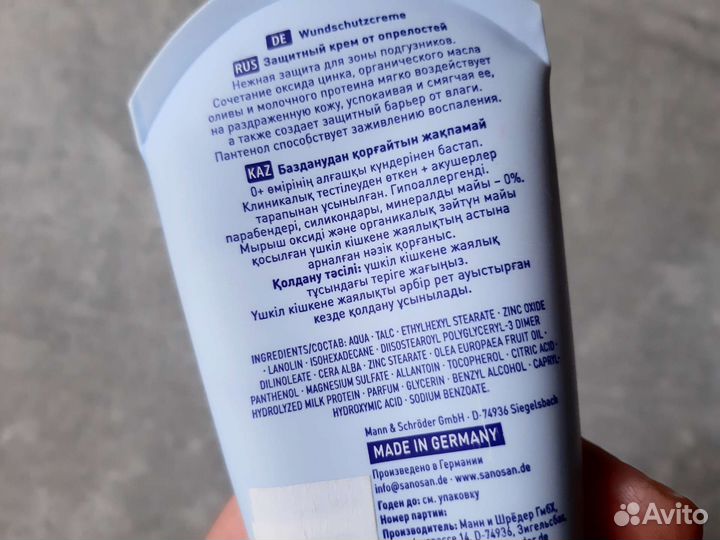 DE Wundschutzcreme
RUS Защитный крем от опрелостей
Нежная защита для зоны подгузников.
Сочетание оксида цинка, органического масла
оливы и молочного протеина мягко воздействует
на раздраженную кожу, успокаивая и смягчая ее,
а также создает защитный барьер от влаги.
Пантенол способствует заживлению воспаления.
KAZ Базданудан қорғайтын жақпамай
0+ өмірінің алғашқы күндерінен бастап.
Клиникалық тестілеуден өткен + акушерлер
тарапынан ұсынылған. Гипоаллергенді.
парабендері, силикондары, минералды майы – 0%.
Мырыш оксиді және органикалық зәйтүн майы
қосылған үшкіл кішкене жаялықтың астына
арналған нәзік қорғаныс.
Қолдану тәсілі: үшкіл кішкене жаялық
тұсындағы теріге жағыңыз.
Үшкіл кішкене жаялықты әрбір рет ауыстырған
кезде қолдану ұсынылады.
INGREDIENTS/СОСТАВ: AQUA · TALC · ETHYLHEXYL STEARATE · ZINC OXIDE
· LANOLIN · ISOHEXADECANE · DIISOSTEAROYL POLYGLYCERYL-3 DIMER
DILINOLEATE · CERA ALBA · ZINC STEARATE · OLEA EUROPAEA FRUIT OIL ·
PANTHENOL · MAGNESIUM SULFATE · ALLANTOIN · TOCOPHEROL · CITRIC ACID ·
HYDROLYZED MILK PROTEIN · PARFUM · GLYCERIN · BENZYL ALCOHOL · CAPRYL-
HYDROXYMIC ACID · SODIUM BENZOATE.
Mann & Schröder GmbH · D-74936 Siegelsbach
MADE IN GERMANY
Произведено в Германии
info@sanosan.de · www.sanosan.de
Годен до: см. упаковку
Номер партии:
Производитель: Манн и Шрёдер ГмбХ,
14, D-74936, Зигельсбах,
Avito